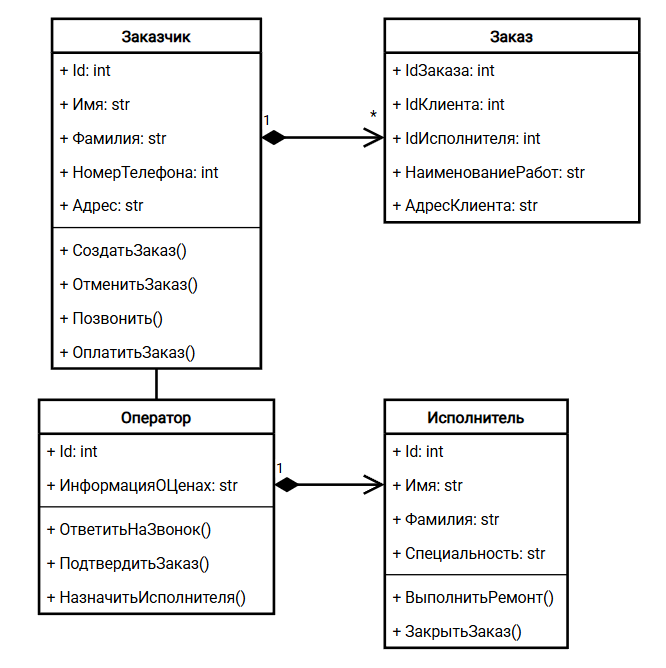 Заказчик
+ Id: int
+ Имя: str
+ Фамилия: str
+ НомерТелефона: int
+ Адрес: str
+ СоздатьЗаказ()
+ ОтменитьЗаказ()
+ Позвонить()
+ ОплатитьЗаказ()
1
*
Заказ
+ IdЗаказа: int
+ IdКлиента: int
+ IdИсполнителя: int
+ НаименованиеРабот: str
+ АдресКлиента: str
Оператор
+ Id: int
+ ИнформацияОЦенах: str
+ ОтветитьНаЗвонок()
+ ПодтвердитьЗаказ()
+ НазначитьИсполнителя()
1
Исполнитель
+ Id: int
+ Имя: str
+ Фамилия: str
+ Специальность: str
+ ВыполнитьРемонт()
+ ЗакрытьЗаказ()